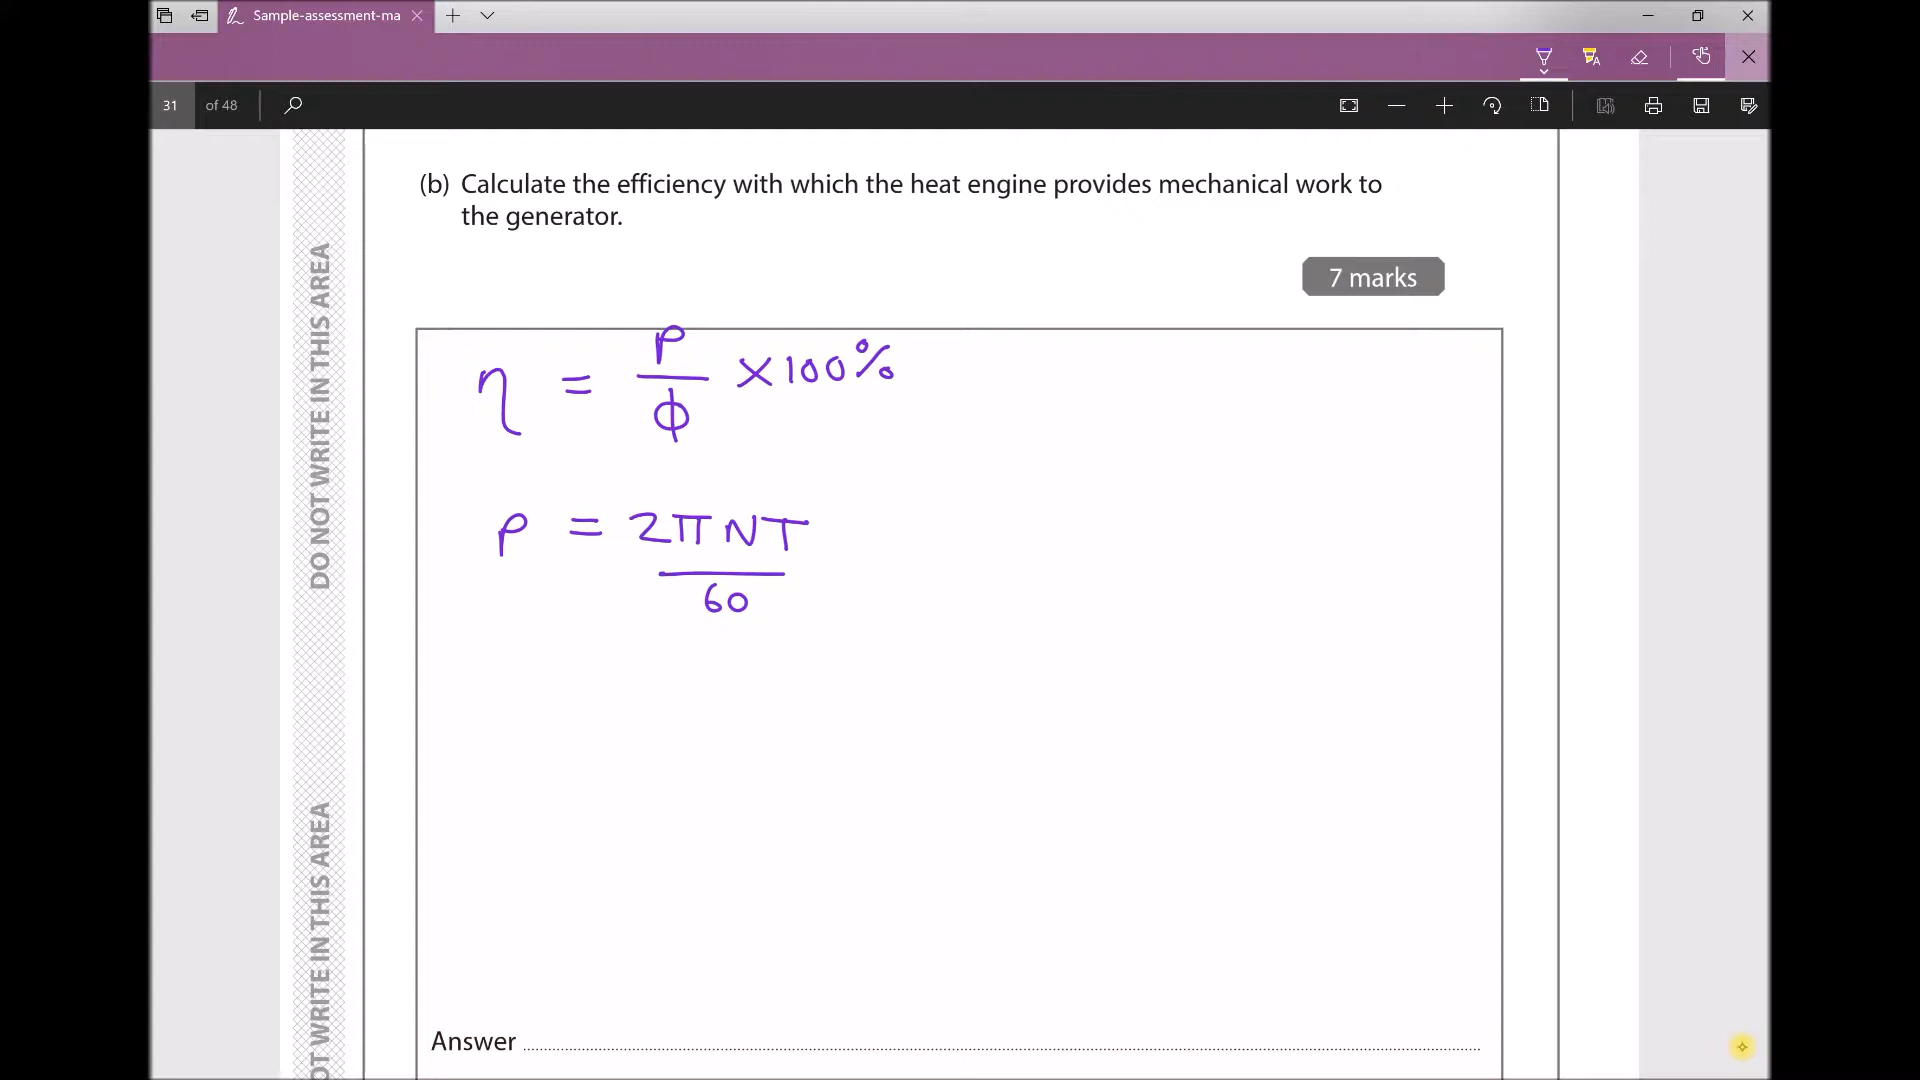 Sample-assessment-ma
31 of 48
(b) Calculate the efficiency with which the heat engine provides mechanical work to
the generator.
7 marks
η = P/ϕ ×100%
P = 2πNT/60
Answer
DO NOT WRITE IN THIS AREA
OT WRITE IN THIS AREA